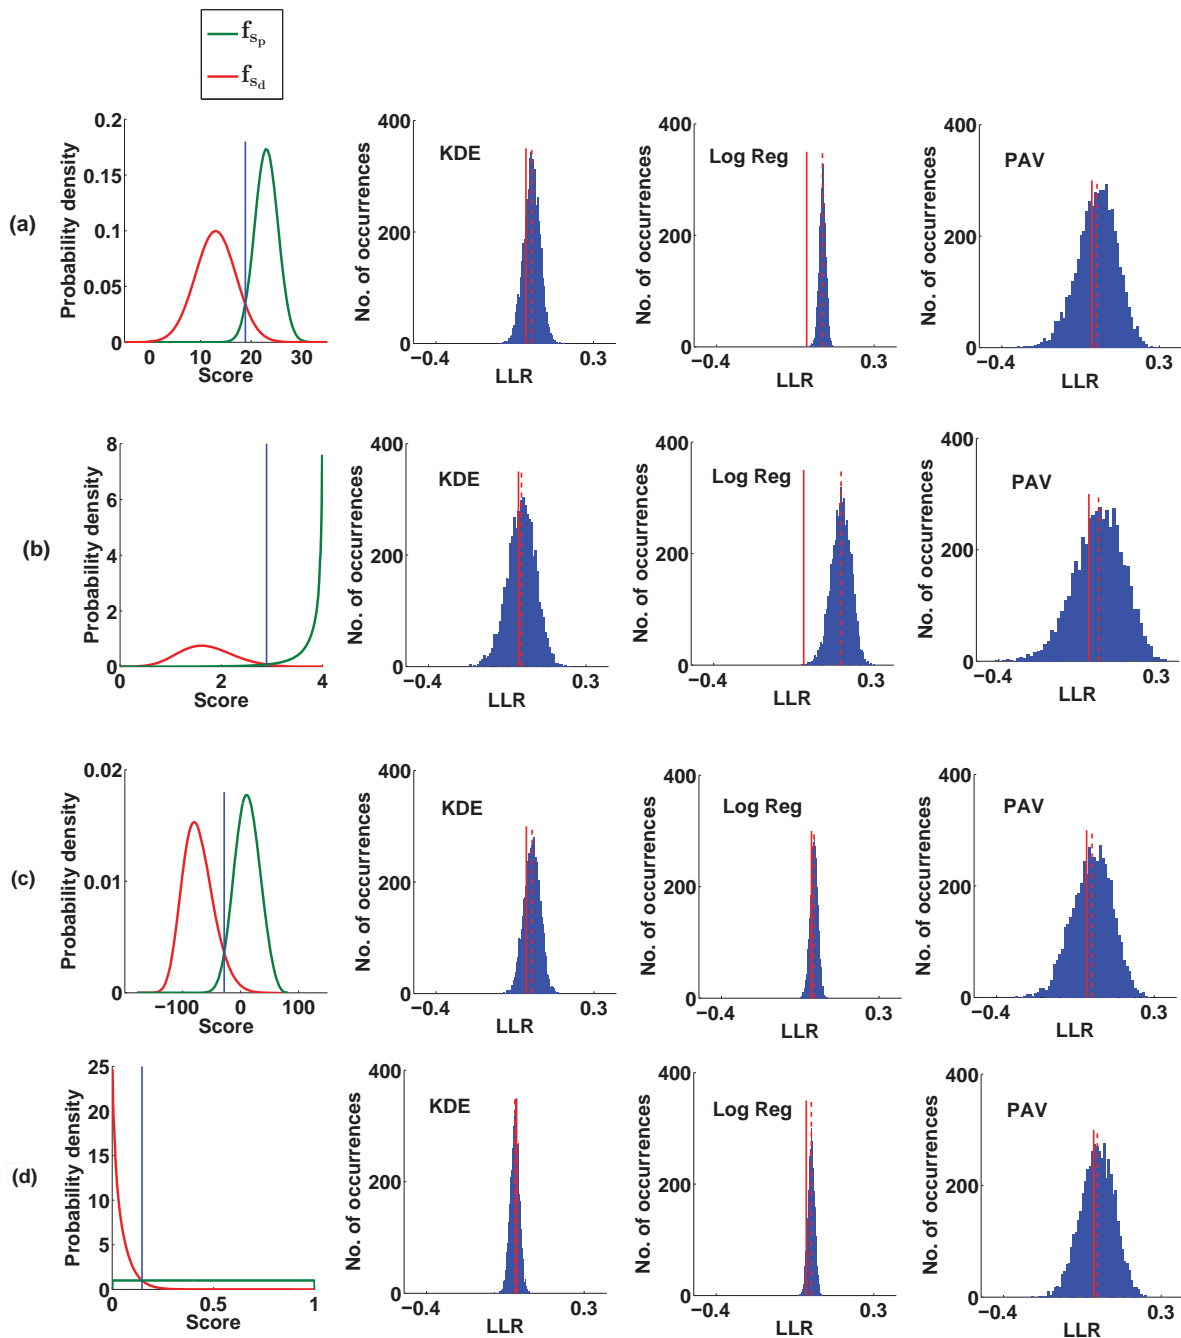 f_{s_p}
f_{s_d}
(a)
Probability density
0.2
0.15
0.1
0.05
0
0 10 20 30
Score
No. of occurrences
400
200
0
KDE
−0.4 0.3
LLR
No. of occurrences
400
200
0
Log Reg
−0.4 0.3
LLR
No. of occurrences
400
200
0
PAV
−0.4 0.3
LLR
(b)
Probability density
8
6
4
2
0
0 2 4
Score
No. of occurrences
400
200
0
KDE
−0.4 0.3
LLR
No. of occurrences
400
200
0
Log Reg
−0.4 0.3
LLR
No. of occurrences
400
200
0
PAV
−0.4 0.3
LLR
(c)
Probability density
0.02
0.01
0
−100 0 100
Score
No. of occurrences
400
200
0
KDE
−0.4 0.3
LLR
No. of occurrences
400
200
0
Log Reg
−0.4 0.3
LLR
No. of occurrences
400
200
0
PAV
−0.4 0.3
LLR
(d)
Probability density
25
20
15
10
5
0
0 0.5 1
Score
No. of occurrences
400
200
0
KDE
−0.4 0.3
LLR
No. of occurrences
400
200
0
Log Reg
−0.4 0.3
LLR
No. of occurrences
400
200
0
PAV
−0.4 0.3
LLR